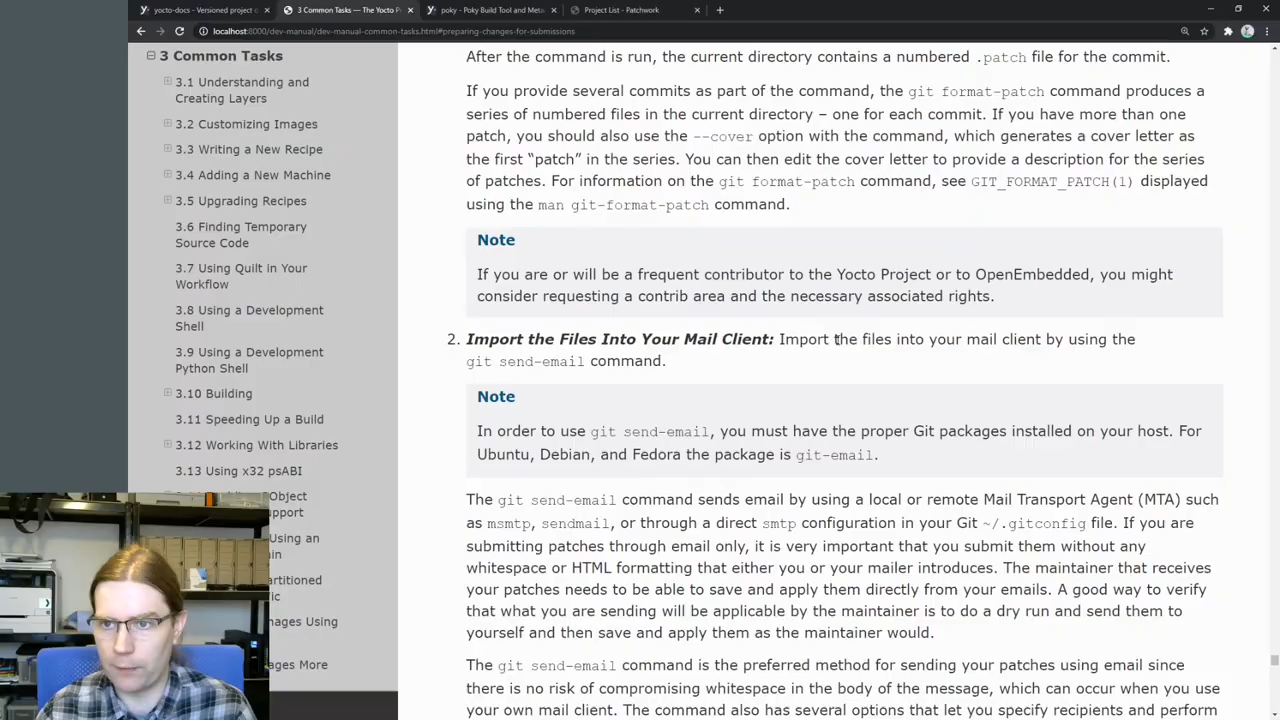 yocto-docs - Versioned project d
3 Common Tasks — The Yocto P
poky - Poky Build Tool and Meta
Project List - Patchwork
localhost:8000/dev-manual/dev-manual-common-tasks.html#preparing-changes-for-submissions
3 Common Tasks
3.1 Understanding and
Creating Layers
3.2 Customizing Images
3.3 Writing a New Recipe
3.4 Adding a New Machine
3.5 Upgrading Recipes
3.6 Finding Temporary
Source Code
3.7 Using Quilt in Your
Workflow
3.8 Using a Development
Shell
3.9 Using a Development
Python Shell
3.10 Building
3.11 Speeding Up a Build
3.12 Working With Libraries
3.13 Using x32 psABI
Object
upport
Using an
in
artitioned
ic
nages Using
ages More
After the command is run, the current directory contains a numbered .patch file for the commit.
If you provide several commits as part of the command, the git format-patch command produces a
series of numbered files in the current directory – one for each commit. If you have more than one
patch, you should also use the --cover option with the command, which generates a cover letter as
the first “patch” in the series. You can then edit the cover letter to provide a description for the series
of patches. For information on the git format-patch command, see GIT_FORMAT_PATCH(1) displayed
using the man git-format-patch command.
Note
If you are or will be a frequent contributor to the Yocto Project or to OpenEmbedded, you might
consider requesting a contrib area and the necessary associated rights.
2. Import the Files Into Your Mail Client: Import the files into your mail client by using the
git send-email command.
Note
In order to use git send-email, you must have the proper Git packages installed on your host. For
Ubuntu, Debian, and Fedora the package is git-email.
The git send-email command sends email by using a local or remote Mail Transport Agent (MTA) such
as msmtp, sendmail, or through a direct smtp configuration in your Git ~/.gitconfig file. If you are
submitting patches through email only, it is very important that you submit them without any
whitespace or HTML formatting that either you or your mailer introduces. The maintainer that receives
your patches needs to be able to save and apply them directly from your emails. A good way to verify
that what you are sending will be applicable by the maintainer is to do a dry run and send them to
yourself and then save and apply them as the maintainer would.
The git send-email command is the preferred method for sending your patches using email since
there is no risk of compromising whitespace in the body of the message, which can occur when you use
your own mail client. The command also has several options that let you specify recipients and perform